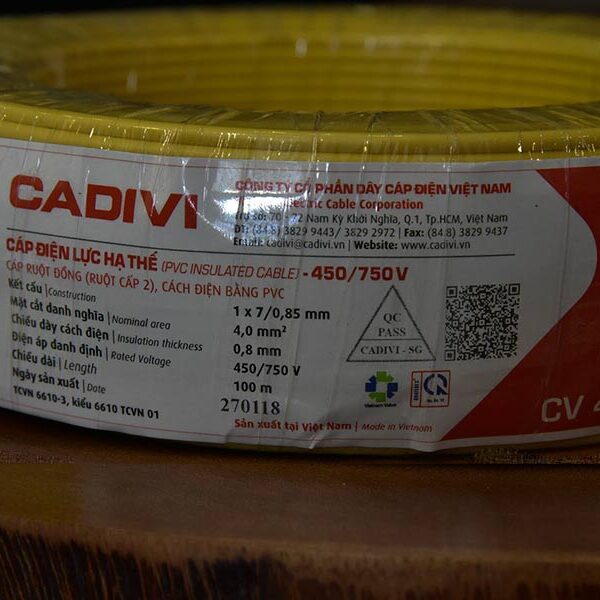 CADIVI
CÔNG TY CỔ PHẦN DÂY CÁP ĐIỆN VIỆT NAM
Electric Cable Corporation
Trụ sở: 70 - 72 Nam Kỳ Khởi Nghĩa, Q.1, Tp.HCM, Việt Nam
ĐT: (84.8) 3829 9443/ 3829 2972 | Fax: (84.8) 3829 9437
Email: cadivi@cadivi.vn | Website: www.cadivi.vn
CÁP ĐIỆN LỰC HẠ THẾ (PVC INSULATED CABLE) - 450/750 V
CÁP RUỘT ĐỒNG (RUỘT CẤP 2), CÁCH ĐIỆN BẰNG PVC
Kết cấu | Construction 1 x 7/0,85 mm
Mặt cắt danh nghĩa | Nominal area 4,0 mm²
Chiều dày cách điện | Insulation thickness 0,8 mm
Điện áp danh định | Rated Voltage 450/750 V
Chiều dài | Length 100 m
Ngày sản xuất | Date 270118
TCVN 6610-3, kiểu 6610 TCVN 01
Sản xuất tại Việt Nam | Made in Vietnam
QC
PASS
CADIVI - SG
Vietnam Value
CV 4